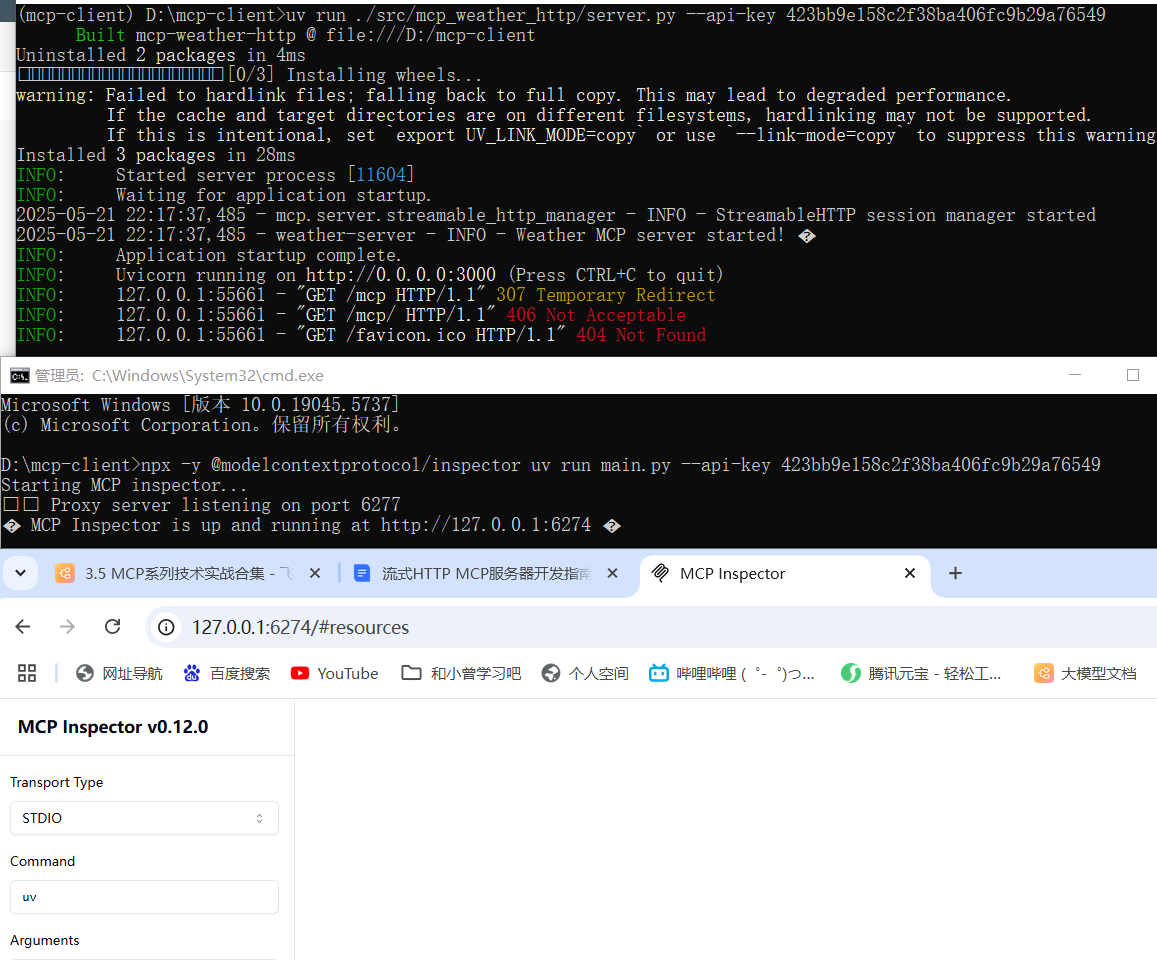 (mcp-client) D:\mcp-client>uv run ./src/mcp_weather_http/server.py --api-key 423bb9e158c2f38ba406fc9b29a76549
Built mcp-weather-http @ file:///D:/mcp-client
Uninstalled 2 packages in 4ms
[0/3] Installing wheels...
warning: Failed to hardlink files; falling back to full copy. This may lead to degraded performance.
If the cache and target directories are on different filesystems, hardlinking may not be supported.
If this is intentional, set `export UV_LINK_MODE=copy` or use `--link-mode=copy` to suppress this warning
Installed 3 packages in 28ms
INFO: Started server process [11604]
INFO: Waiting for application startup.
2025-05-21 22:17:37,485 - mcp.server.streamable_http_manager - INFO - StreamableHTTP session manager started
2025-05-21 22:17:37,485 - weather-server - INFO - Weather MCP server started! �
INFO: Application startup complete.
INFO: Uvicorn running on http://0.0.0.0:3000 (Press CTRL+C to quit)
INFO: 127.0.0.1:55661 - "GET /mcp HTTP/1.1" 307 Temporary Redirect
INFO: 127.0.0.1:55661 - "GET /mcp/ HTTP/1.1" 406 Not Acceptable
INFO: 127.0.0.1:55661 - "GET /favicon.ico HTTP/1.1" 404 Not Found
管理员: C:\Windows\System32\cmd.exe
Microsoft Windows [版本 10.0.19045.5737]
(c) Microsoft Corporation。保留所有权利。
D:\mcp-client>npx -y @modelcontextprotocol/inspector uv run main.py --api-key 423bb9e158c2f38ba406fc9b29a76549
Starting MCP inspector...
Proxy server listening on port 6277
� MCP Inspector is up and running at http://127.0.0.1:6274 �
3.5 MCP系列技术实战合集 - 飞 流式HTTP MCP服务器开发指南 MCP Inspector
127.0.0.1:6274/#resources
网址导航 百度搜索 YouTube 和小曾学习吧 个人空间 哔哩哔哩 ( ゜- ゜)つ... 腾讯元宝 - 轻松工... 大模型文档
MCP Inspector v0.12.0
Transport Type
STDIO
Command
uv
Arguments